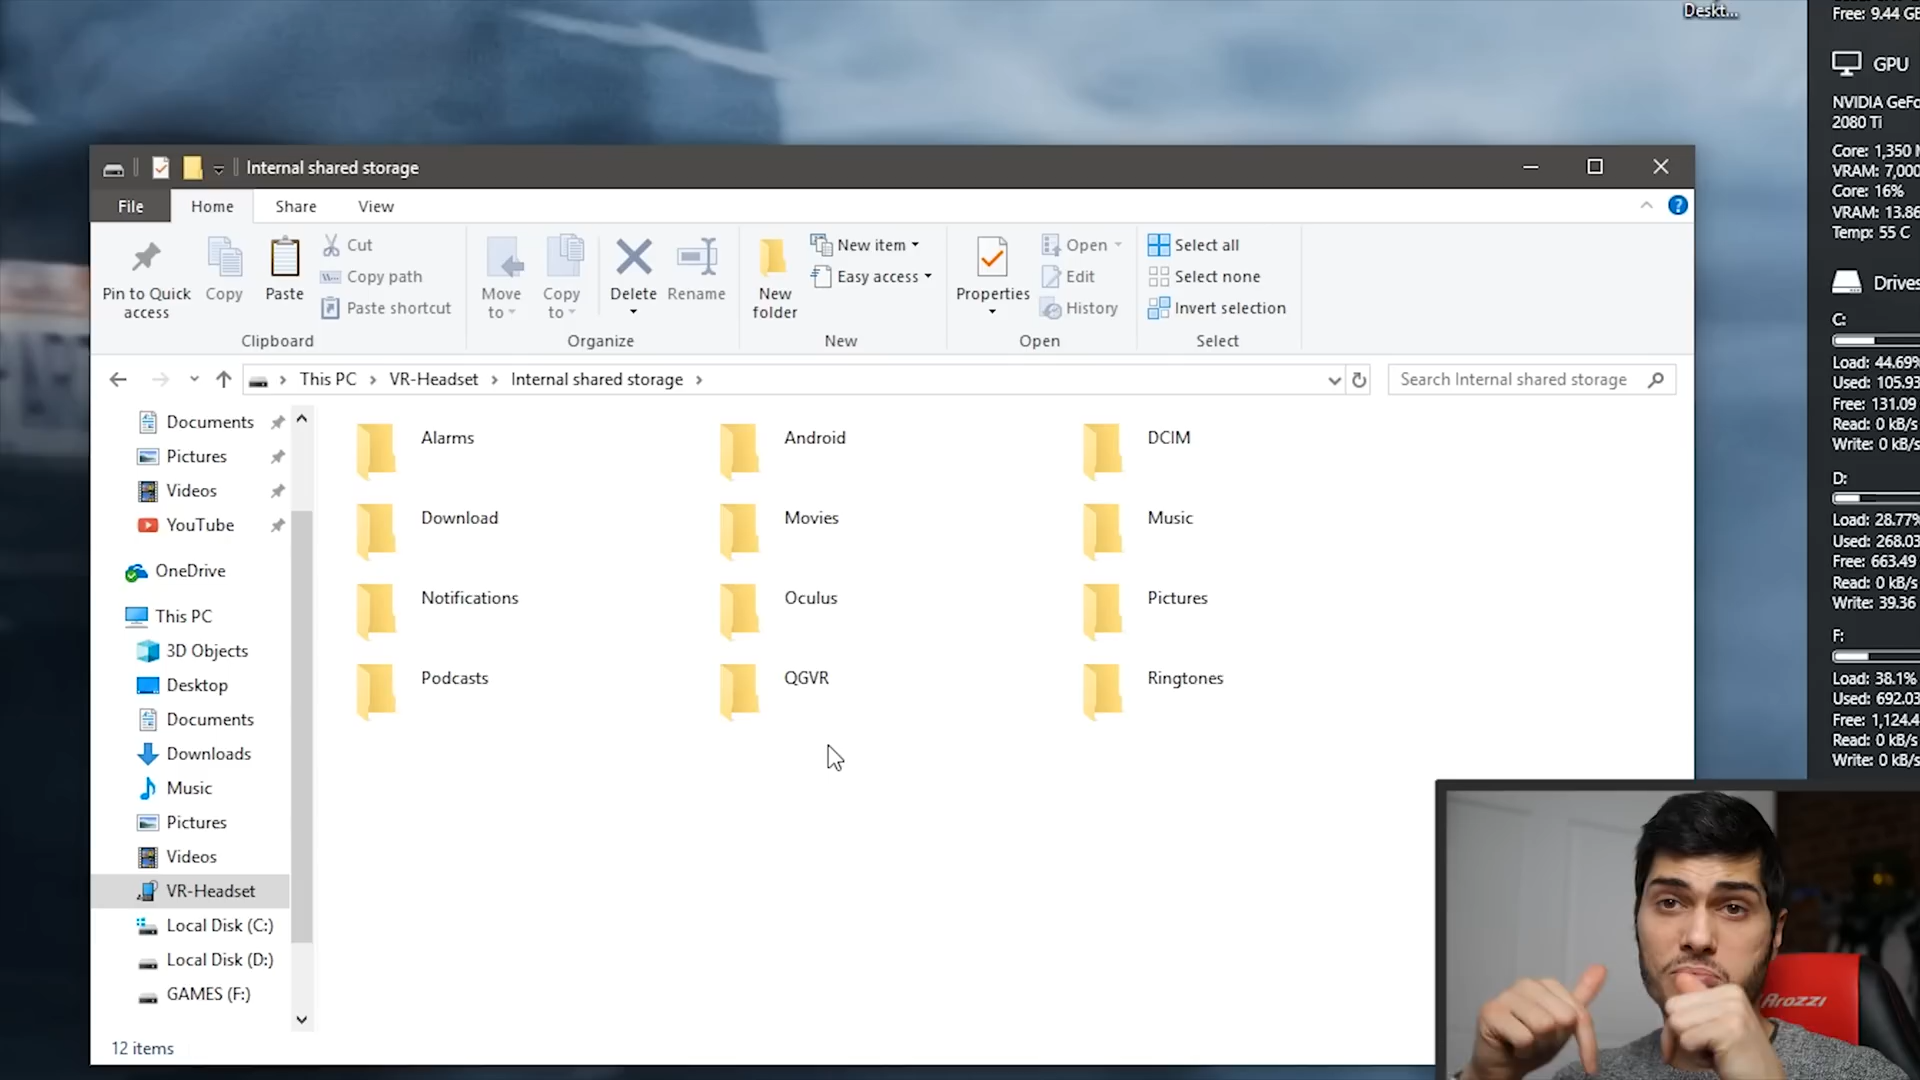 Deskt...
Internal shared storage
File
Home
Share
View
Pin to Quick
access
Copy
Paste
Cut
Copy path
Paste shortcut
Clipboard
Move
to
Copy
to
Delete
Rename
Organize
New
folder
New item
Easy access
New
Properties
Open
Edit
History
Open
Select all
Select none
Invert selection
Select
This PC
VR-Headset
Internal shared storage
Search Internal shared storage
Documents
Pictures
Videos
YouTube
OneDrive
This PC
3D Objects
Desktop
Documents
Downloads
Music
Pictures
Videos
VR-Headset
Local Disk (C:)
Local Disk (D:)
GAMES (F:)
Alarms
Android
DCIM
Download
Movies
Music
Notifications
Oculus
Pictures
Podcasts
QGVR
Ringtones
12 items
Free: 9.44 GB
GPU
NVIDIA GeFo
2080 Ti
Core: 1,350 M
VRAM: 7,000
Core: 16%
VRAM: 13.86
Temp: 55 C
Drives
C:
Load: 44.69%
Used: 105.93
Free: 131.09
Read: 0 kB/s
Write: 0 kB/s
D:
Load: 28.77%
Used: 268.03
Free: 663.49
Read: 0 kB/s
Write: 39.36
F:
Load: 38.1%
Used: 692.03
Free: 1,124.4
Read: 0 kB/s
Write: 0 kB/s
Arozzi